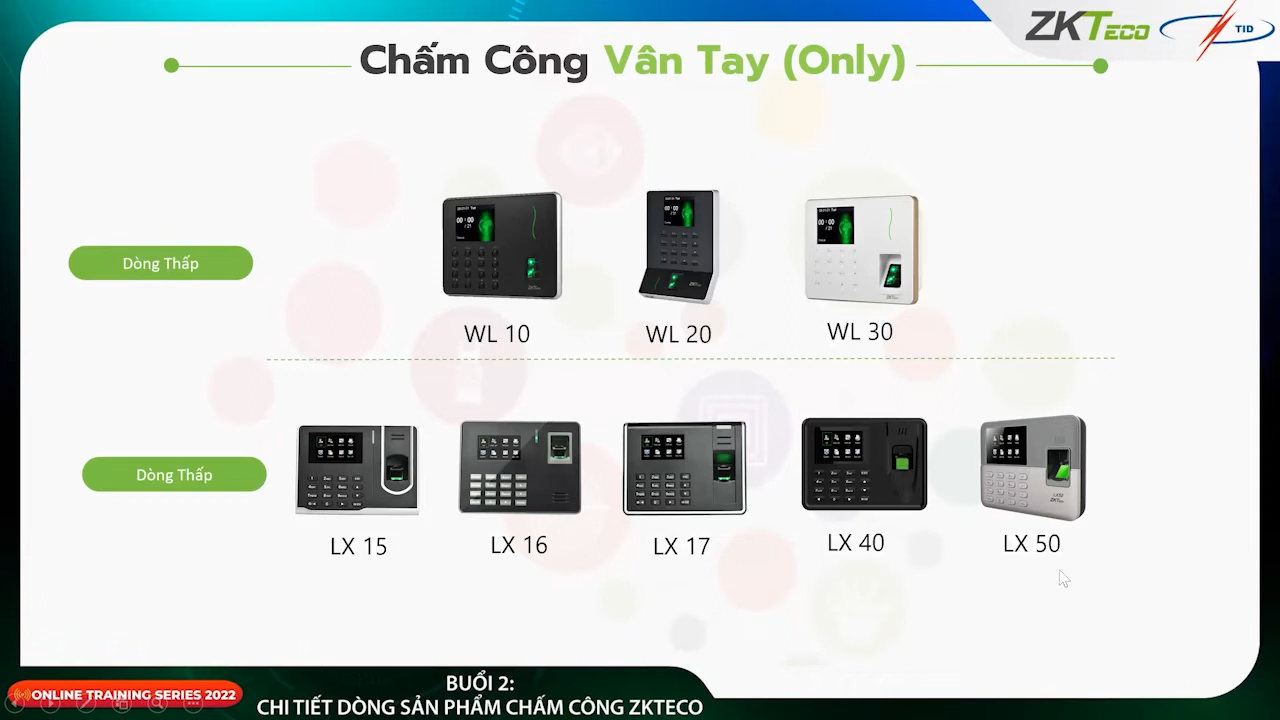 ZKTECO TID
Chấm Công Vân Tay (Only)
Dòng Thấp
WL 10
WL 20
WL 30
Dòng Thấp
LX 15
LX 16
LX 17
LX 40
LX 50
ONLINE TRAINING SERIES 2022
BUỔI 2:
CHI TIẾT DÒNG SẢN PHẨM CHẤM CÔNG ZKTECO